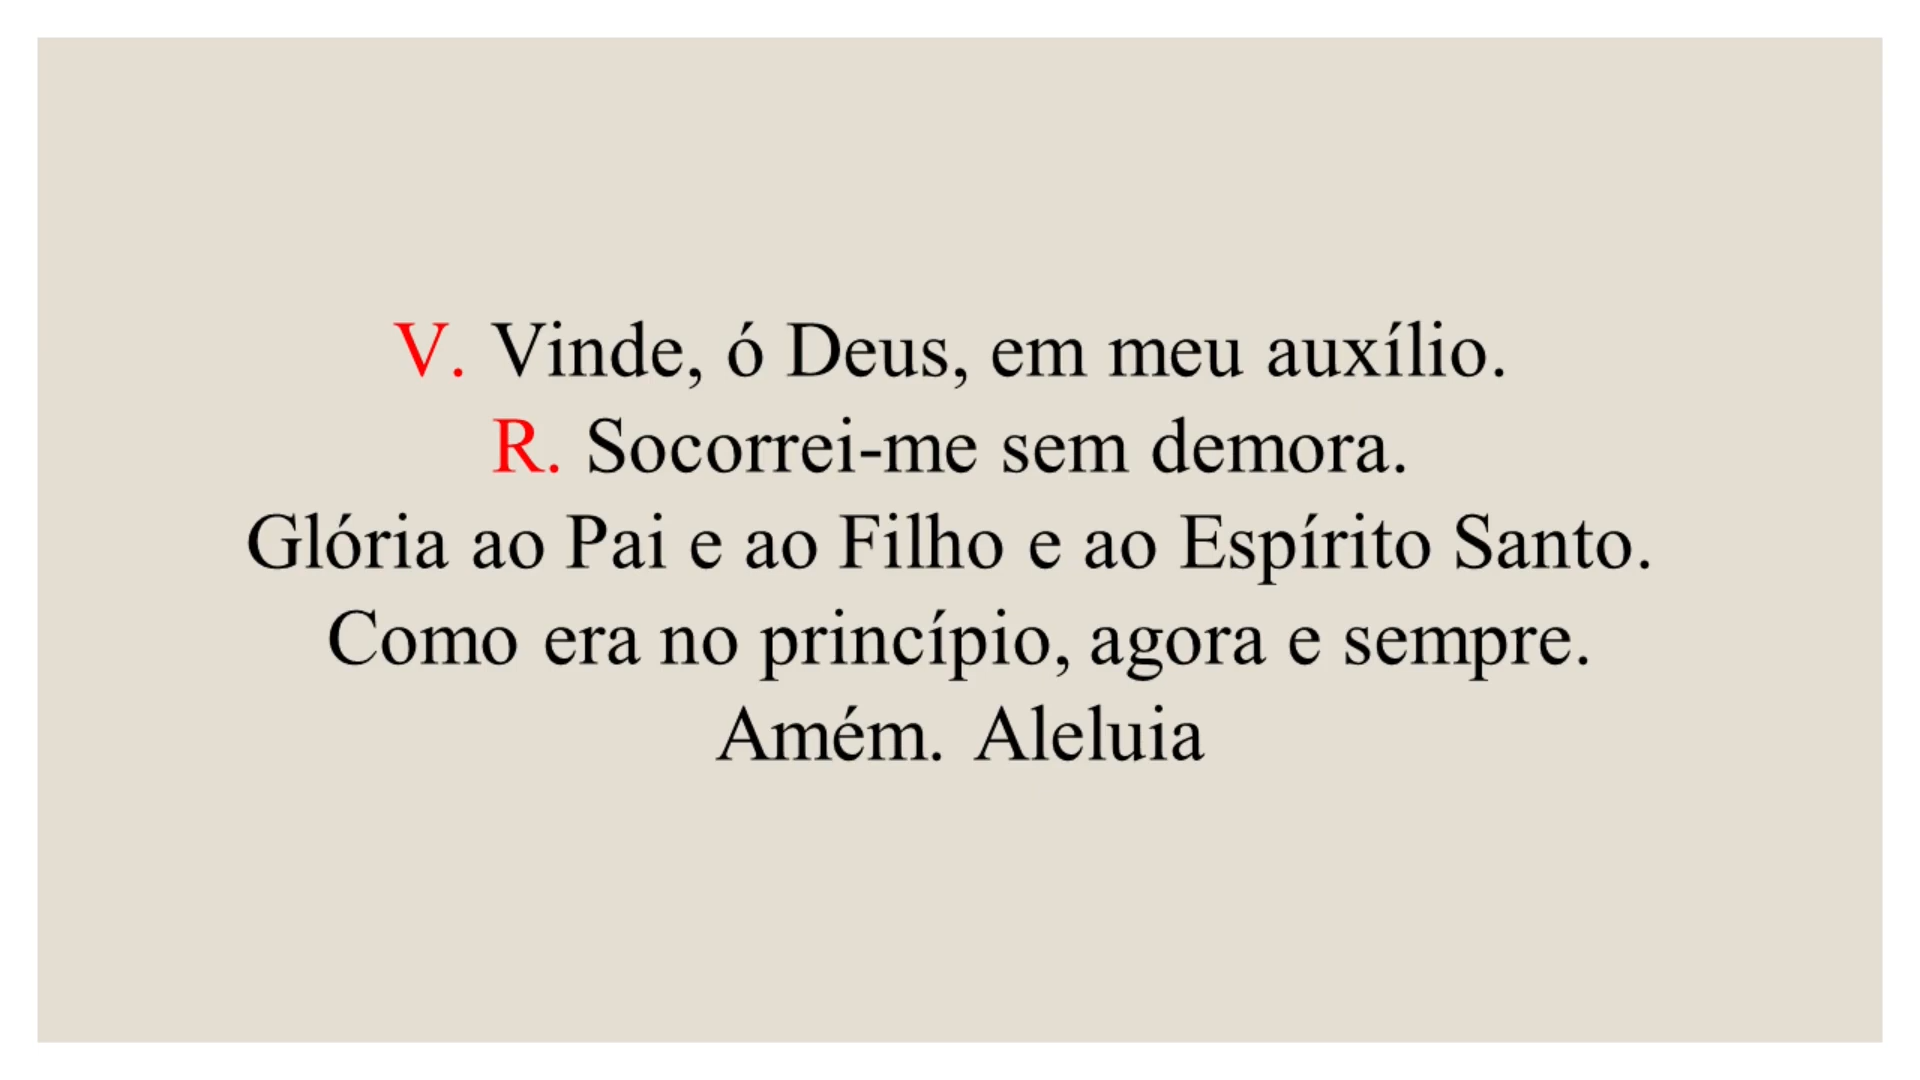 V. Vinde, ó Deus, em meu auxílio.
R. Socorrei-me sem demora.
Glória ao Pai e ao Filho e ao Espírito Santo.
Como era no princípio, agora e sempre.
Amém. Aleluia